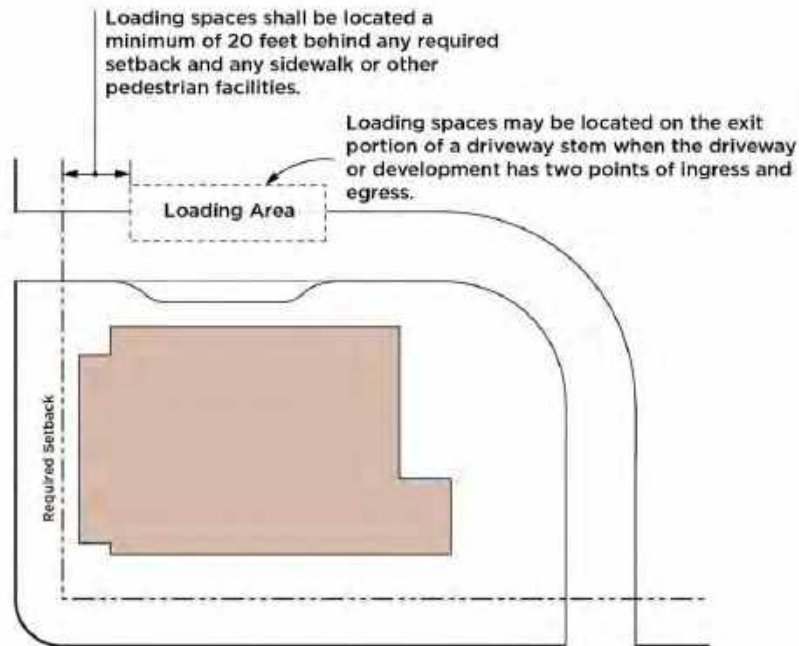 Loading spaces shall be located a
minimum of 20 feet behind any required
setback and any sidewalk or other
pedestrian facilities.
Loading spaces may be located on the exit
portion of a driveway stem when the driveway
or development has two points of ingress and
egress.
Loading Area
Required Setback